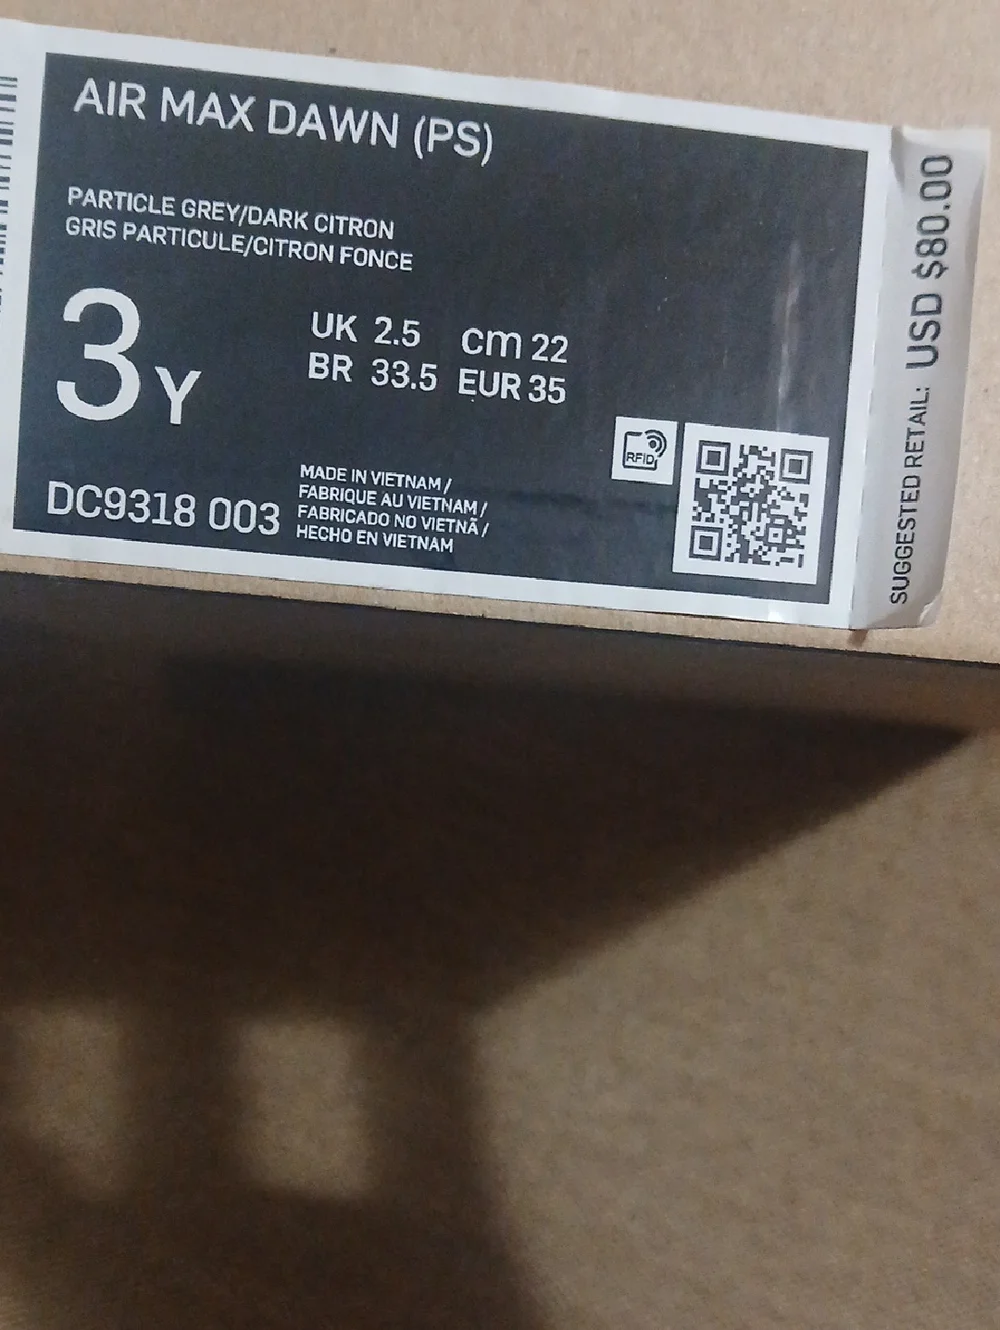 AIR MAX DAWN (PS)
PARTICLE GREY/DARK CITRON
GRIS PARTICULE/CITRON FONCE
3Y
UK 2.5 cm 22
BR 33.5 EUR 35
RFID
DC9318 003
MADE IN VIETNAM /
FABRIQUE AU VIETNAM /
FABRICADO NO VIETNÃ /
HECHO EN VIETNAM
SUGGESTED RETAIL: USD $80.00